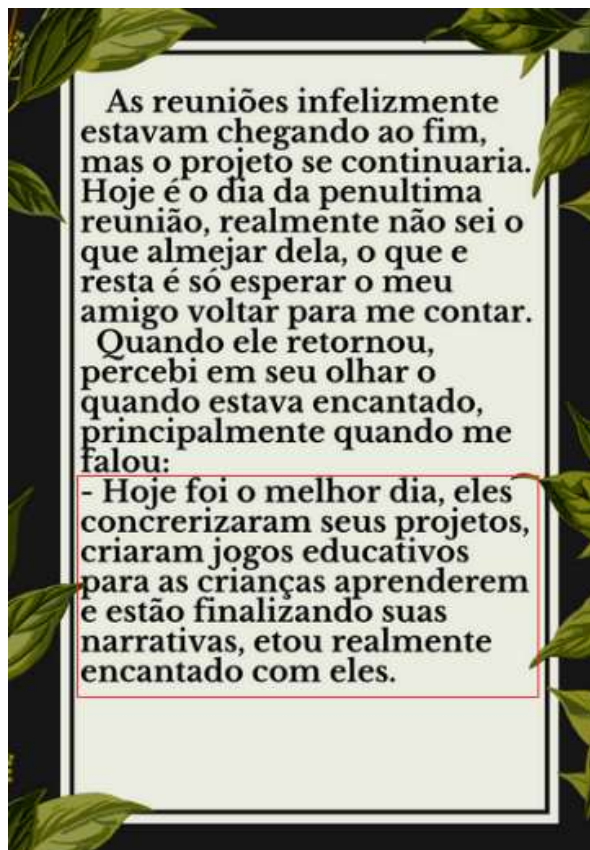 As reuniões infelizmente
estavam chegando ao fim,
mas o projeto se continuaria.
Hoje é o dia da penultima
reunião, realmente não sei o
que almejar dela, o que e
resta é só esperar o meu
amigo voltar para me contar.
Quando ele retornou,
percebi em seu olhar o
quando estava encantado,
principalmente quando me
falou:
- Hoje foi o melhor dia, eles
concrerizaram seus projetos,
criaram jogos educativos
para as crianças aprenderem
e estão finalizando suas
narrativas, etou realmente
encantado com eles.